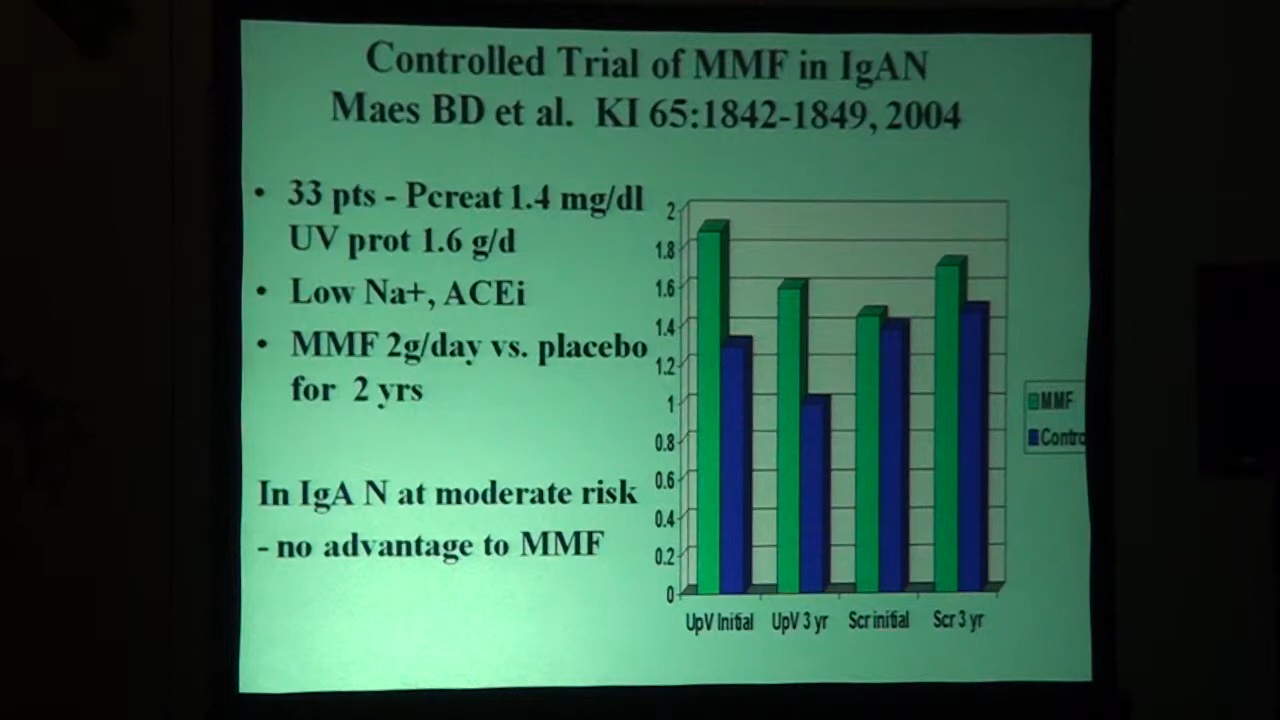 Controlled Trial of MMF in IgAN
Maes BD et al. KI 65:1842-1849, 2004
• 33 pts - Pcreat 1.4 mg/dl
UV prot 1.6 g/d
• Low Na+, ACEi
• MMF 2g/day vs. placebo
for 2 yrs
In IgA N at moderate risk
- no advantage to MMF
2
1.8
1.6
1.4
1.2
1
0.8
0.6
0.4
0.2
0
UpV Initial UpV 3 yr Scr initial Scr 3 yr
MMF
Contro